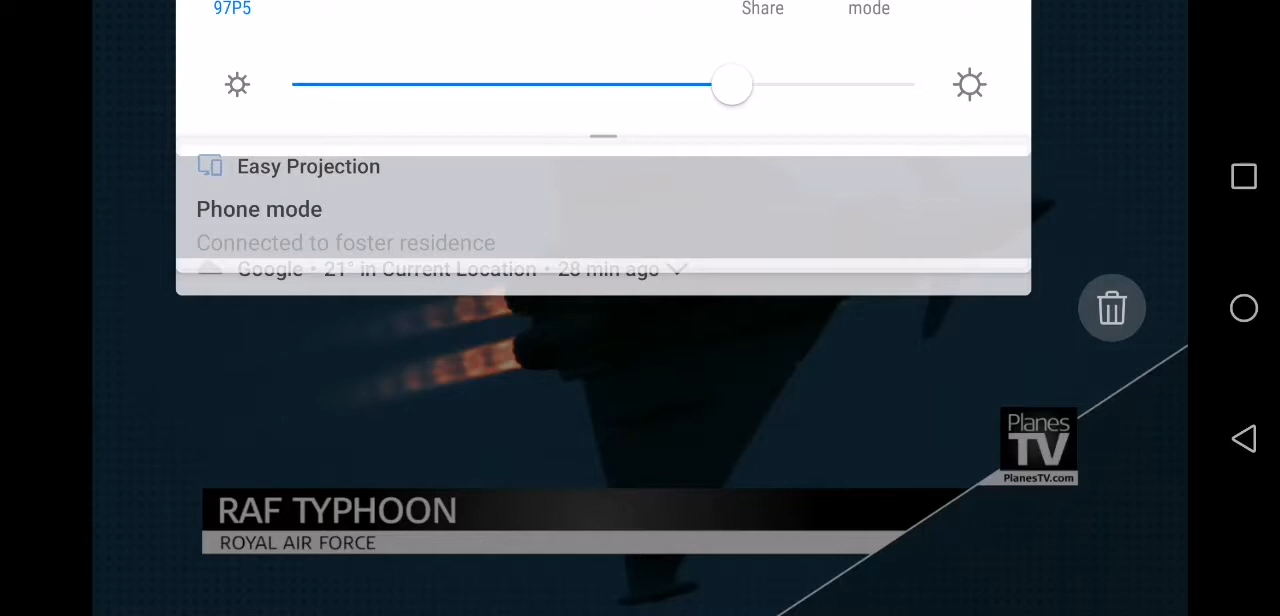 97P5 Share mode
Easy Projection
Phone mode
Connected to foster residence
Google • 21° in Current Location • 28 min ago
Planes
TV
PlanesTV.com
RAF TYPHOON
ROYAL AIR FORCE